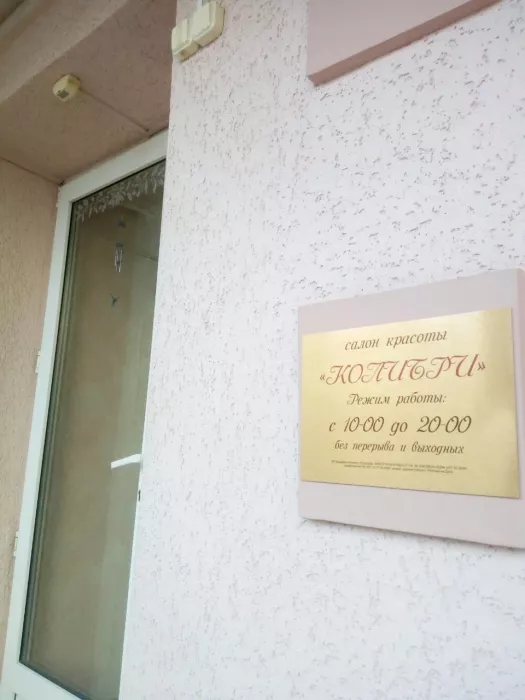 салон красоты
«КОЛИБРИ»
Режим работы:
с 10-00 до 20-00
без перерыва и выходных